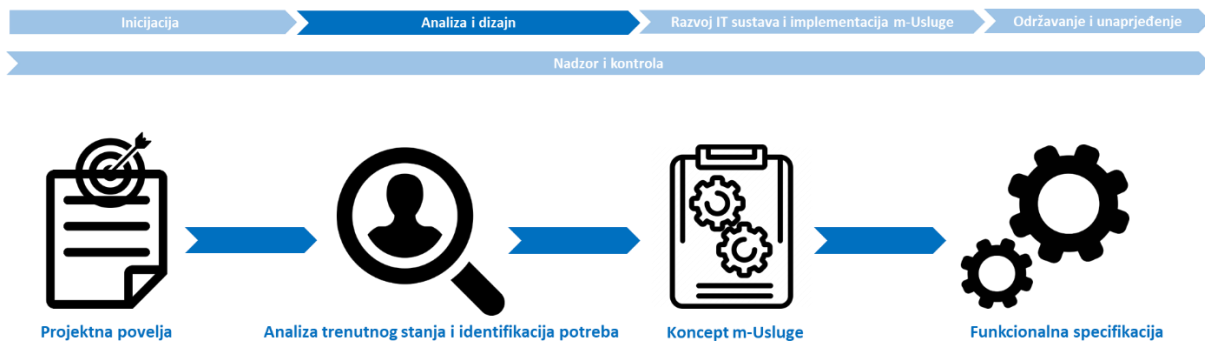 Inicijacija
Analiza i dizajn
Razvoj IT sustava i implementacija m-Usluge
Održavanje i unaprjeđenje
Nadzor i kontrola
Projektna povelja
Analiza trenutnog stanja i identifikacija potreba
Koncept m-Usluge
Funkcionalna specifikacija